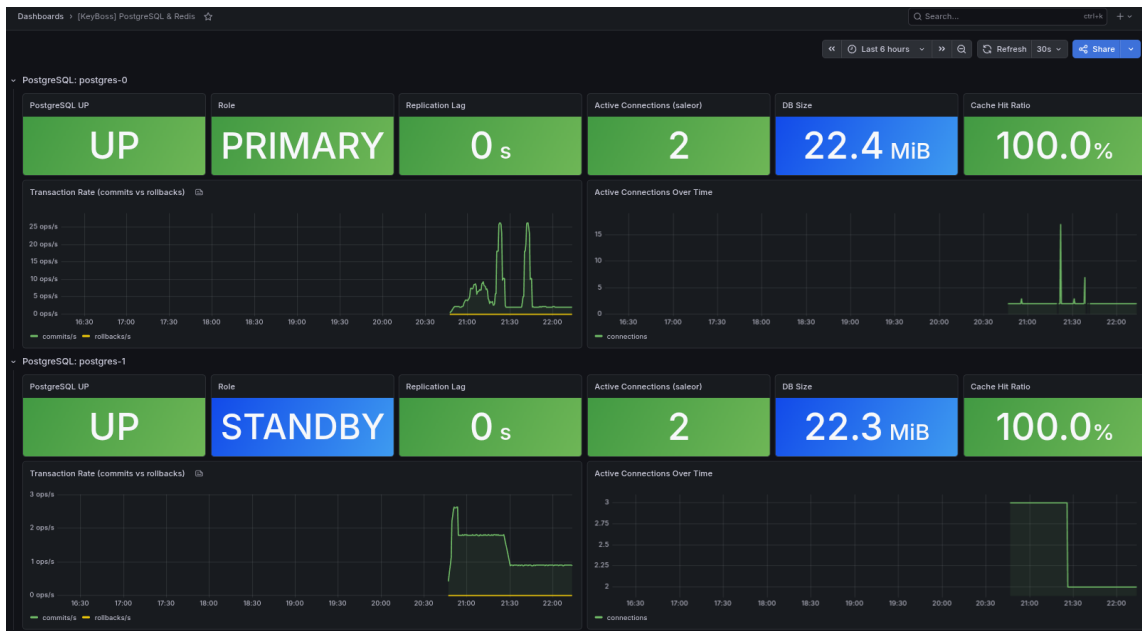 Dashboards › [KeyBoss] PostgreSQL & Redis
Search... ctrl+k
Last 6 hours Refresh 30s Share
PostgreSQL: postgres-0
PostgreSQL UP Role Replication Lag Active Connections (saleor) DB Size Cache Hit Ratio
UP PRIMARY 0 s 2 22.4 MiB 100.0%
Transaction Rate (commits vs rollbacks)
25 ops/s
20 ops/s
15 ops/s
10 ops/s
5 ops/s
0 ops/s
16:30 17:00 17:30 18:00 18:30 19:00 19:30 20:00 20:30 21:00 21:30 22:00
commits/s rollbacks/s
Active Connections Over Time
15
10
5
0
16:30 17:00 17:30 18:00 18:30 19:00 19:30 20:00 20:30 21:00 21:30 22:00
connections
PostgreSQL: postgres-1
PostgreSQL UP Role Replication Lag Active Connections (saleor) DB Size Cache Hit Ratio
UP STANDBY 0 s 2 22.3 MiB 100.0%
Transaction Rate (commits vs rollbacks)
3 ops/s
2 ops/s
1 ops/s
0 ops/s
16:30 17:00 17:30 18:00 18:30 19:00 19:30 20:00 20:30 21:00 21:30 22:00
commits/s rollbacks/s
Active Connections Over Time
3
2.75
2.5
2.25
2
16:30 17:00 17:30 18:00 18:30 19:00 19:30 20:00 20:30 21:00 21:30 22:00
connections